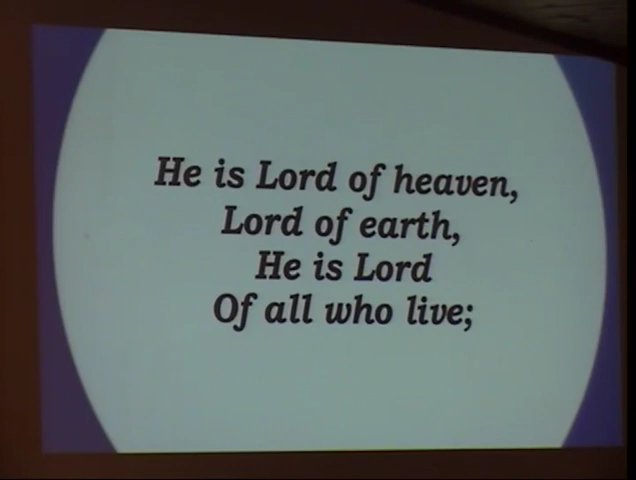 He is Lord of heaven,
Lord of earth,
He is Lord
Of all who live;